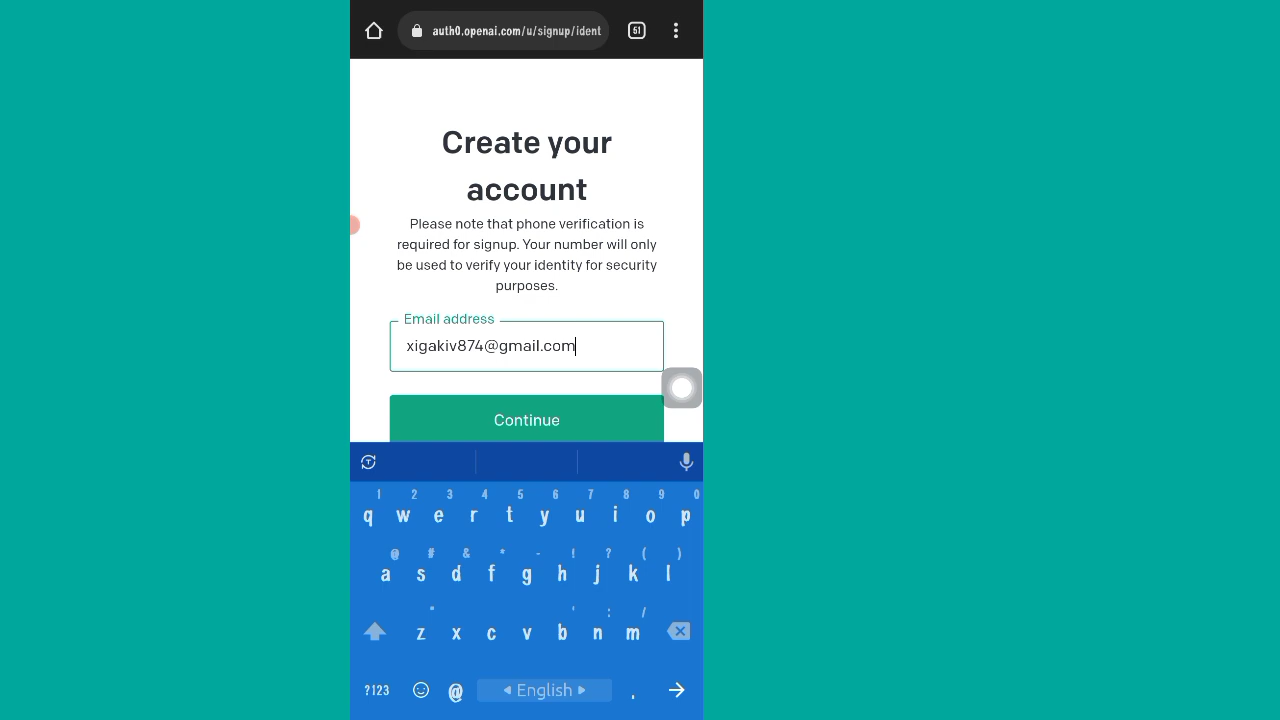 auth0.openai.com/u/signup/ident
51
Create your
account
Please note that phone verification is
required for signup. Your number will only
be used to verify your identity for security
purposes.
Email address
xigakiv874@gmail.com
Continue
1 2 3 4 5 6 7 8 9 0
q w e r t y u i o p
@ # & * - ! ? ( )
a s d f g h j k l
" ' : /
z x c v b n m
?123 @ English .